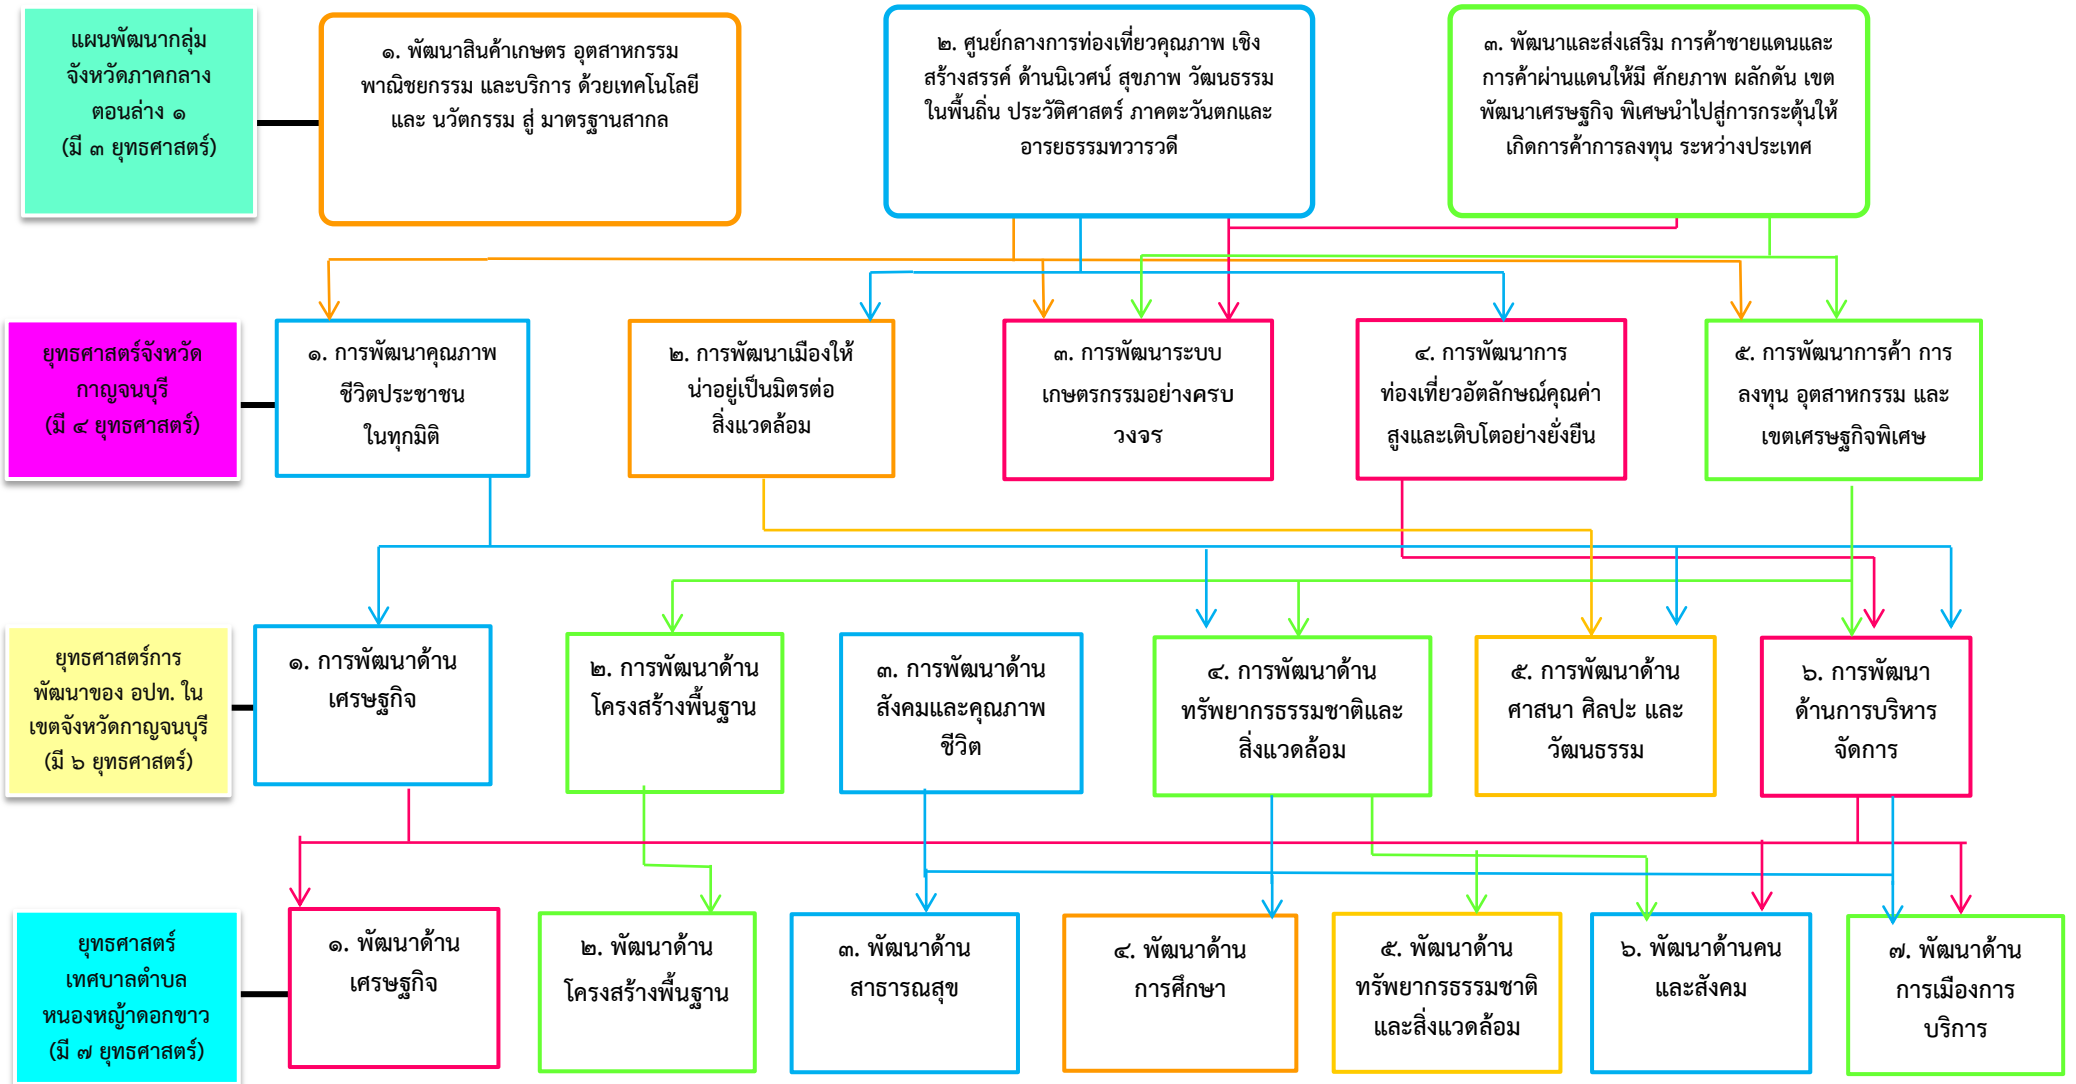 แผนพัฒนากลุ่ม
จังหวัดภาคกลาง
ตอนล่าง ๑
(มี ๓ ยุทธศาสตร์)
๑. พัฒนาสินค้าเกษตร อุตสาหกรรม
พาณิชยกรรม และบริการ ด้วยเทคโนโลยี
และ นวัตกรรม สู่ มาตรฐานสากล
๒. ศูนย์กลางการท่องเที่ยวคุณภาพ เชิง
สร้างสรรค์ ด้านนิเวศน์ สุขภาพ วัฒนธรรม
ในพื้นถิ่น ประวัติศาสตร์ ภาคตะวันตกและ
อารยธรรมทวารวดี
๓. พัฒนาและส่งเสริม การค้าชายแดนและ
การค้าผ่านแดนให้มี ศักยภาพ ผลักดัน เขต
พัฒนาเศรษฐกิจ พิเศษนำไปสู่การกระตุ้นให้
เกิดการค้าการลงทุน ระหว่างประเทศ
ยุทธศาสตร์จังหวัด
กาญจนบุรี
(มี ๔ ยุทธศาสตร์)
๑. การพัฒนาคุณภาพ
ชีวิตประชาชน
ในทุกมิติ
๒. การพัฒนาเมืองให้
น่าอยู่เป็นมิตรต่อ
สิ่งแวดล้อม
๓. การพัฒนาระบบ
เกษตรกรรมอย่างครบ
วงจร
๔. การพัฒนาการ
ท่องเที่ยวอัตลักษณ์คุณค่า
สูงและเติบโตอย่างยั่งยืน
๕. การพัฒนาการค้า การ
ลงทุน อุตสาหกรรม และ
เขตเศรษฐกิจพิเศษ
ยุทธศาสตร์การ
พัฒนาของ อปท. ใน
เขตจังหวัดกาญจนบุรี
(มี ๖ ยุทธศาสตร์)
๑. การพัฒนาด้าน
เศรษฐกิจ
๒. การพัฒนาด้าน
โครงสร้างพื้นฐาน
๓. การพัฒนาด้าน
สังคมและคุณภาพ
ชีวิต
๔. การพัฒนาด้าน
ทรัพยากรธรรมชาติและ
สิ่งแวดล้อม
๕. การพัฒนาด้าน
ศาสนา ศิลปะ และ
วัฒนธรรม
๖. การพัฒนา
ด้านการบริหาร
จัดการ
ยุทธศาสตร์
เทศบาลตำบล
หนองหญ้าดอกขาว
(มี ๗ ยุทธศาสตร์)
๑. พัฒนาด้าน
เศรษฐกิจ
๒. พัฒนาด้าน
โครงสร้างพื้นฐาน
๓. พัฒนาด้าน
สาธารณสุข
๔. พัฒนาด้าน
การศึกษา
๕. พัฒนาด้าน
ทรัพยากรธรรมชาติ
และสิ่งแวดล้อม
๖. พัฒนาด้านคน
และสังคม
๗. พัฒนาด้าน
การเมืองการ
บริการ